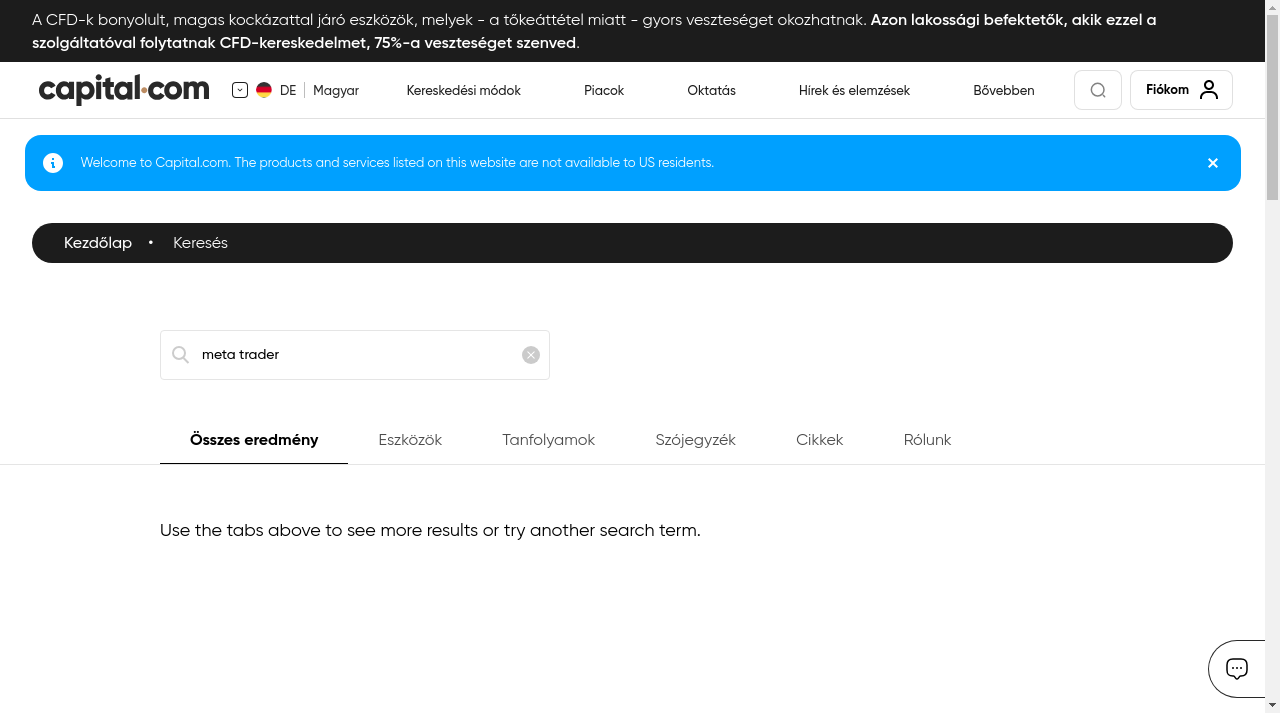 A CFD-k bonyolult, magas kockázattal járó eszközök, melyek - a tőkeáttétel miatt - gyors veszteséget okozhatnak. Azon lakossági befektetők, akik ezzel a
szolgáltatóval folytatnak CFD-kereskedelmet, 75%-a veszteséget szenved.
capital.com DE Magyar Kereskedési módok Piacok Oktatás Hírek és elemzések Bővebben Fiókom
Welcome to Capital.com. The products and services listed on this website are not available to US residents.
Kezdőlap • Keresés
meta trader
Összes eredmény Eszközök Tanfolyamok Szójegyzék Cikkek Rólunk
Use the tabs above to see more results or try another search term.